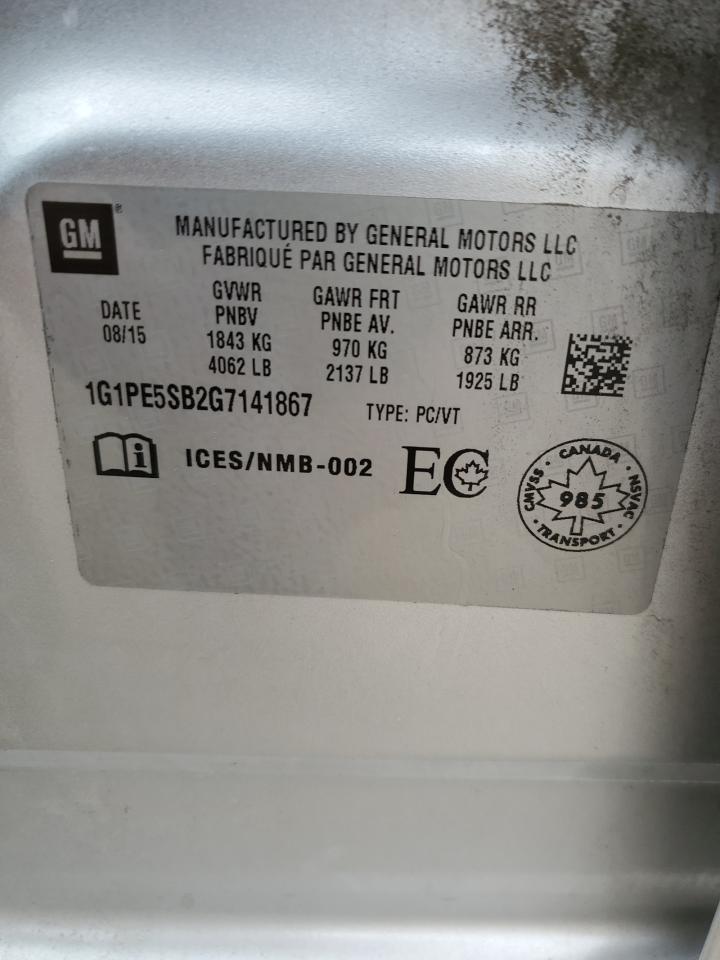 GM®
MANUFACTURED BY GENERAL MOTORS LLC
FABRIQUÉ PAR GENERAL MOTORS LLC
DATE
08/15
GVWR
PNBV
1843 KG
4062 LB
GAWR FRT
PNBE AV.
970 KG
2137 LB
GAWR RR
PNBE ARR.
873 KG
1925 LB
1G1PE5SB2G7141867
TYPE: PC/VT
i
ICES/NMB-002
EC
CANADA
CMVSS
985
NSVAC
TRANSPORT